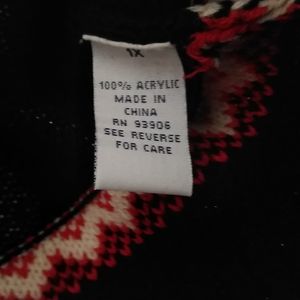 1X
100% ACRYLIC
MADE IN
CHINA
RN 93906
SEE REVERSE
FOR CARE